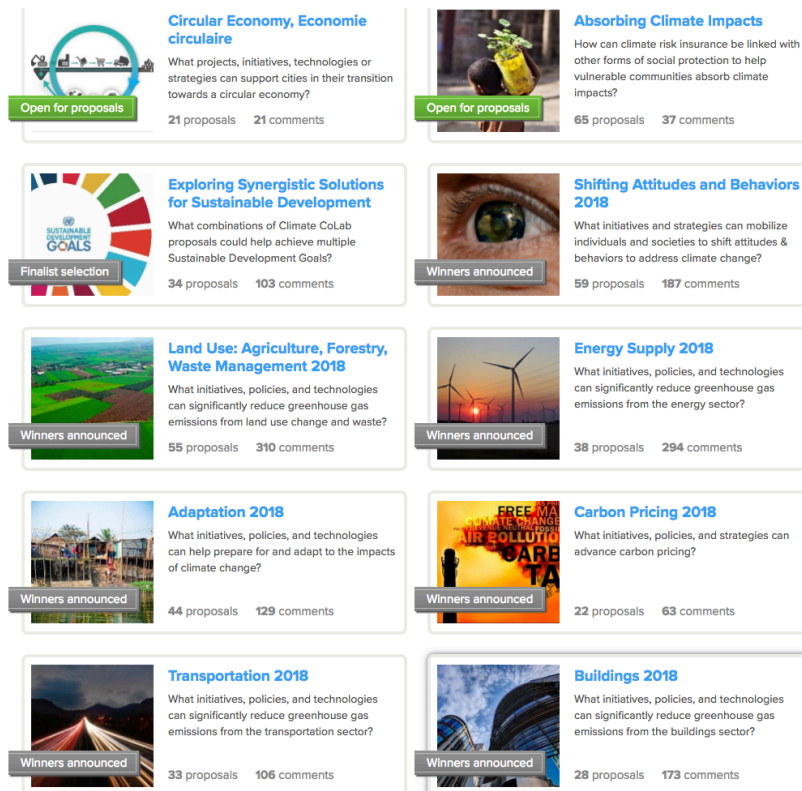 Circular Economy, Economie
circulaire
What projects, initiatives, technologies or
strategies can support cities in their transition
towards a circular economy?
Open for proposals
21 proposals 21 comments
Absorbing Climate Impacts
How can climate risk insurance be linked with
other forms of social protection to help
vulnerable communities absorb climate
impacts?
Open for proposals
65 proposals 37 comments
Exploring Synergistic Solutions
for Sustainable Development
What combinations of Climate CoLab
proposals could help achieve multiple
Sustainable Development Goals?
SUSTAINABLE
DEVELOPMENT
GOALS
Finalist selection
34 proposals 103 comments
Shifting Attitudes and Behaviors
2018
What initiatives and strategies can mobilize
individuals and societies to shift attitudes &
behaviors to address climate change?
Winners announced
59 proposals 187 comments
Land Use: Agriculture, Forestry,
Waste Management 2018
What initiatives, policies, and technologies
can significantly reduce greenhouse gas
emissions from land use change and waste?
Winners announced
55 proposals 310 comments
Energy Supply 2018
What initiatives, policies, and technologies
can significantly reduce greenhouse gas
emissions from the energy sector?
Winners announced
38 proposals 294 comments
Adaptation 2018
What initiatives, policies, and technologies
can help prepare for and adapt to the impacts
of climate change?
Winners announced
44 proposals 129 comments
Carbon Pricing 2018
What initiatives, policies, and strategies can
advance carbon pricing?
FREE MA
CLIMATE CHANGE
REVENUE NEUTRAL FOSSI
AIR POLLUTIO
CARB
TA
Winners announced
22 proposals 63 comments
Transportation 2018
What initiatives, policies, and technologies
can significantly reduce greenhouse gas
emissions from the transportation sector?
Winners announced
33 proposals 106 comments
Buildings 2018
What initiatives, policies, and technologies
can significantly reduce greenhouse gas
emissions from the buildings sector?
Winners announced
28 proposals 173 comments